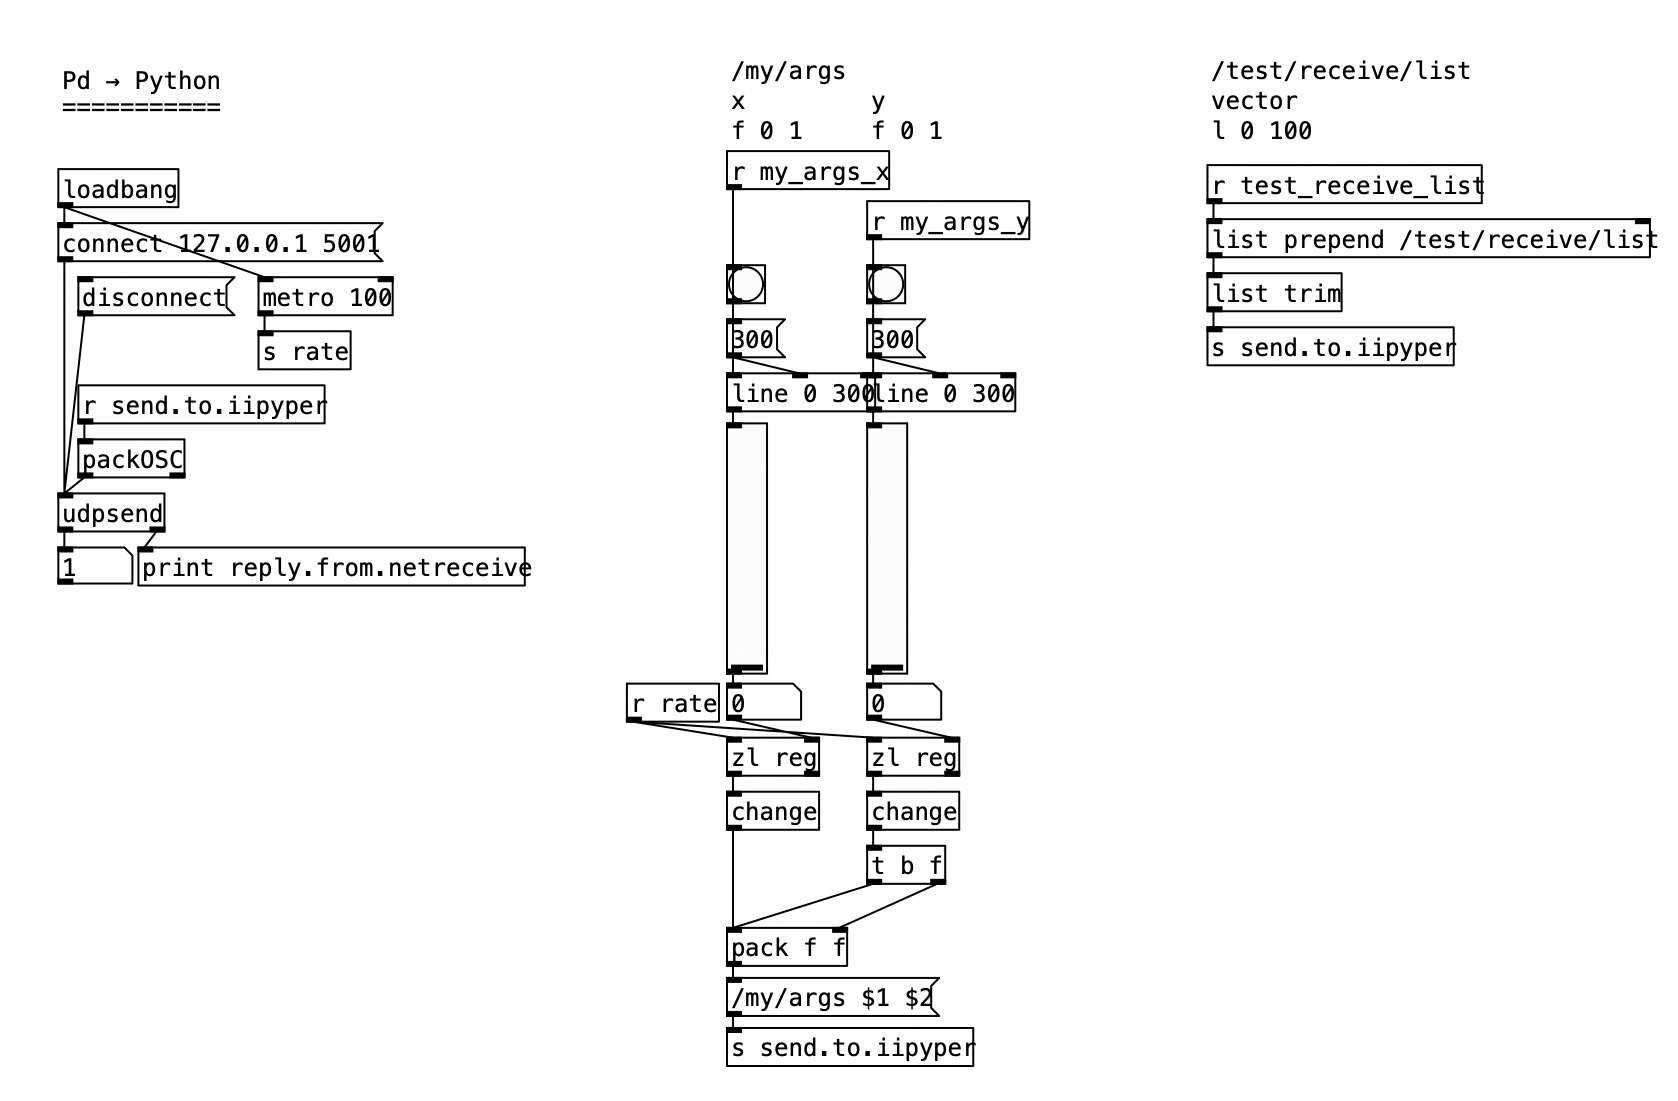 Pd → Python
===========
loadbang
connect 127.0.0.1 5001
disconnect
metro 100
s rate
r send.to.iipyper
packOSC
udpsend
1
print reply.from.netreceive
/my/args
x
y
f 0 1
f 0 1
r my_args_x
r my_args_y
300
300
line 0 300
line 0 300
r rate
0
0
zl reg
zl reg
change
change
t b f
pack f f
/my/args $1 $2
s send.to.iipyper
/test/receive/list
vector
l 0 100
r test_receive_list
list prepend /test/receive/list
list trim
s send.to.iipyper